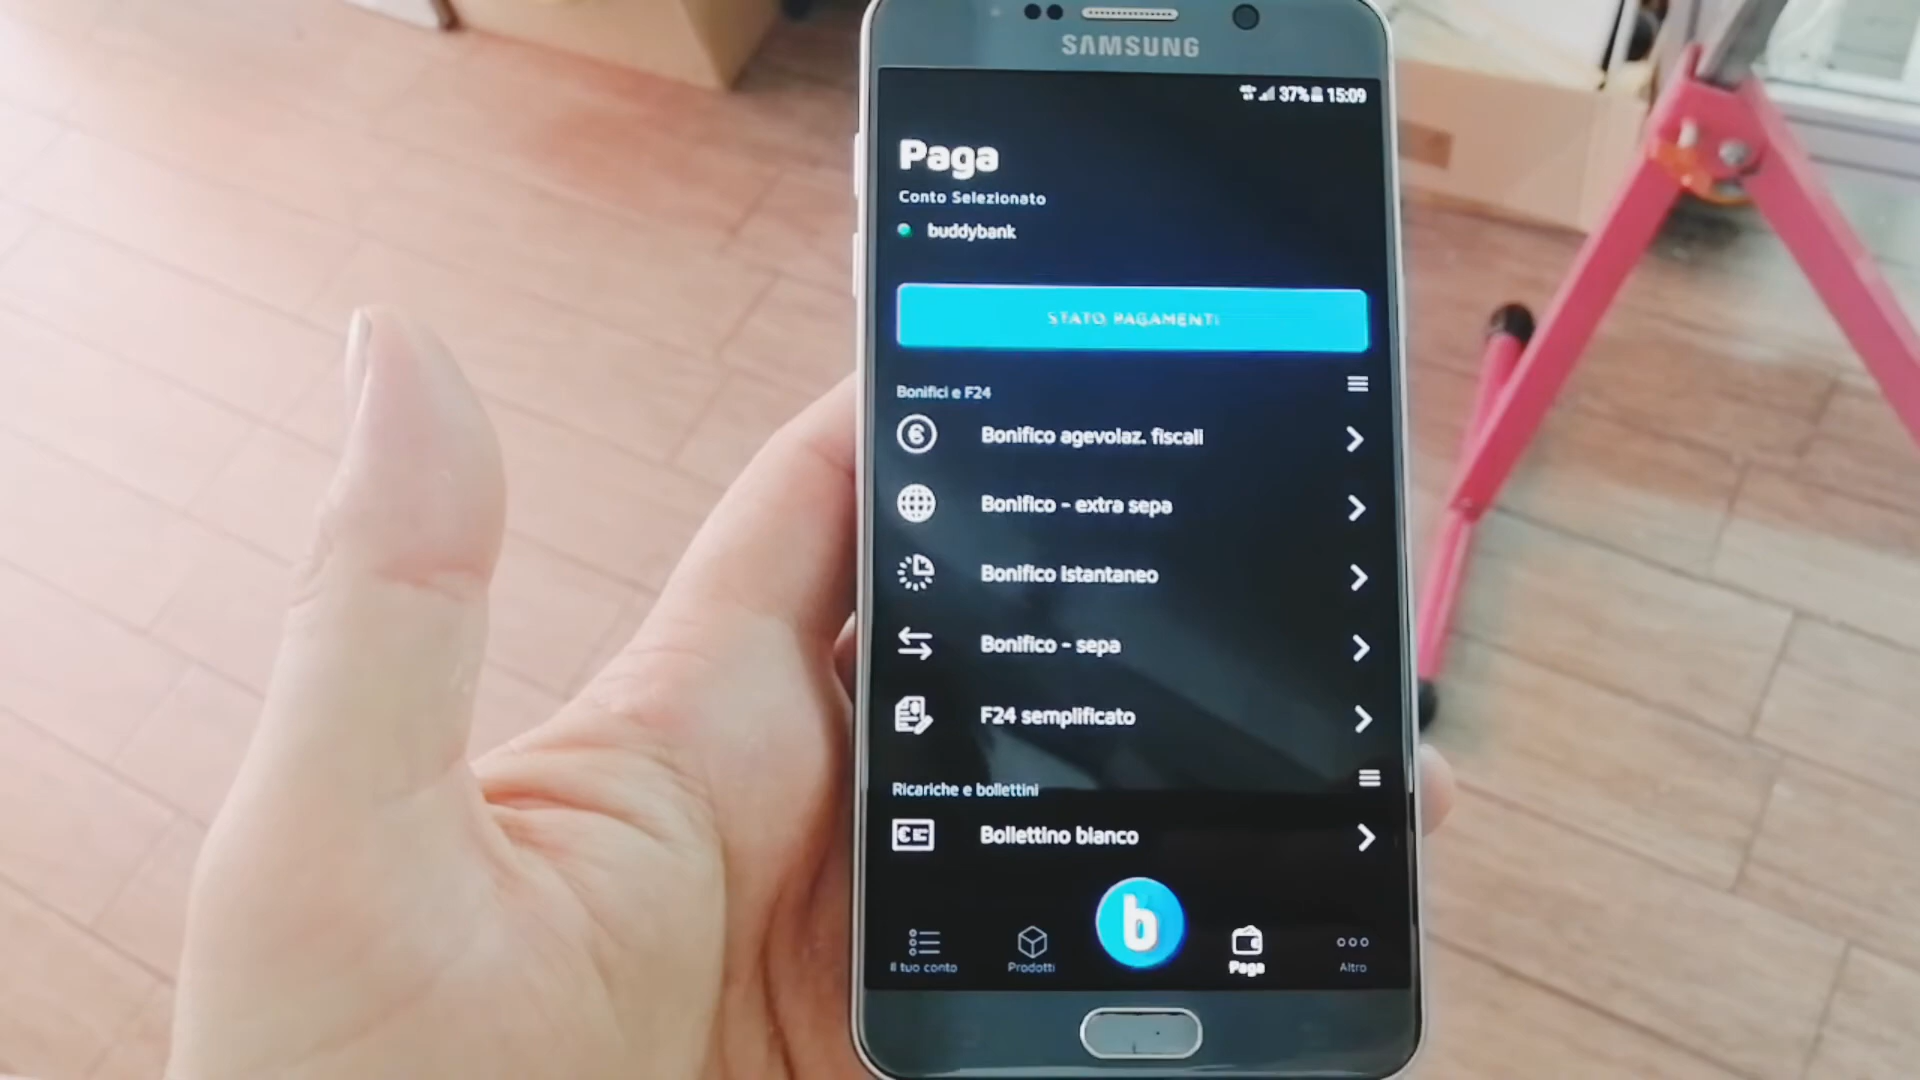 SAMSUNG
37% 15:09
Paga
Conto Selezionato
buddybank
STATO PAGAMENTI
Bonifici e F24
Bonifico agevolaz. fiscali
Bonifico - extra sepa
Bonifico Istantaneo
Bonifico - sepa
F24 semplificato
Ricariche e bollettini
Bollettino bianco
b
Il tuo conto Prodotti Paga Altro